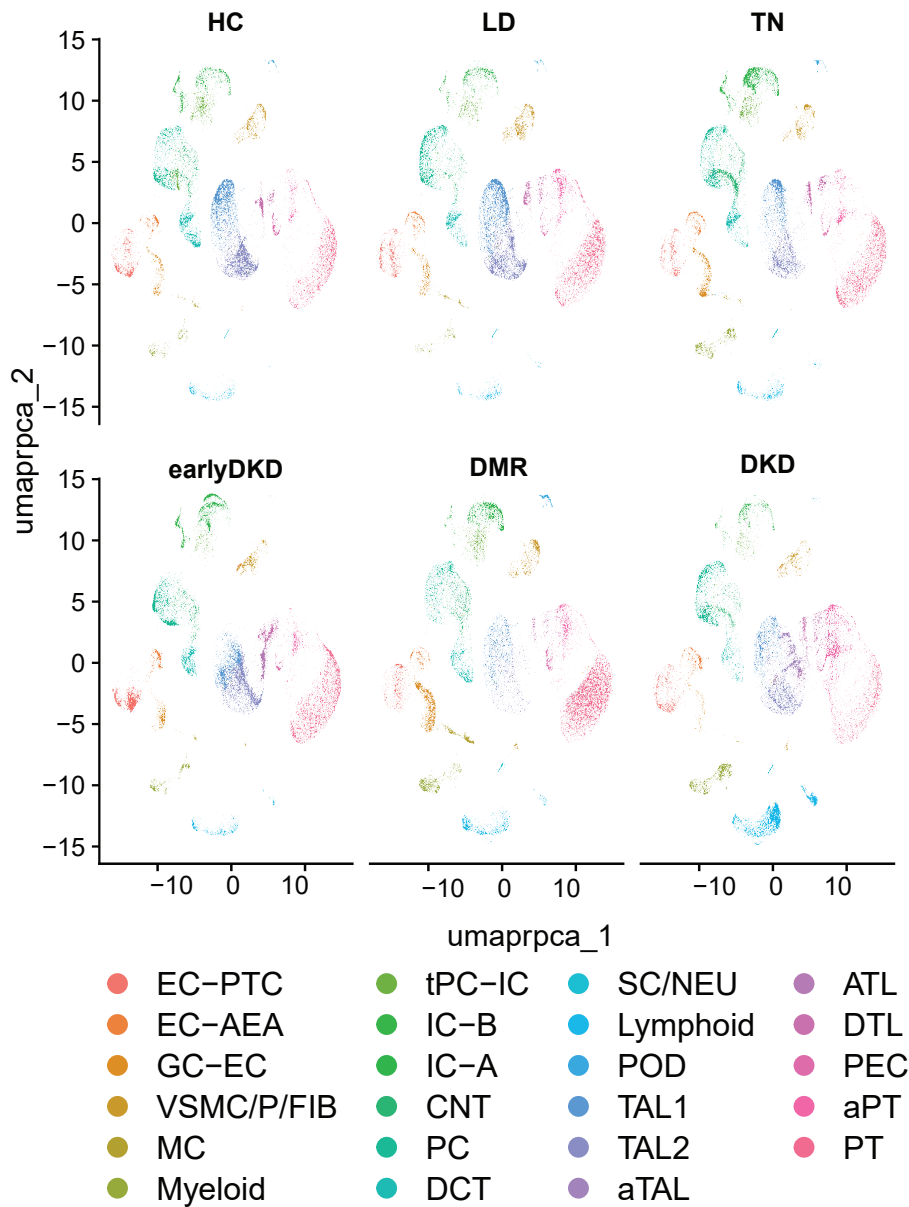 HC LD TN
15
10
5
0
−5
−10
−15
umaprpca_2
earlyDKD DMR DKD
15
10
5
0
−5
−10
−15
−10 0 10 −10 0 10 −10 0 10
umaprpca_1
EC−PTC tPC−IC SC/NEU ATL
EC−AEA IC−B Lymphoid DTL
GC−EC IC−A POD PEC
VSMC/P/FIB CNT TAL1 aPT
MC PC TAL2 PT
Myeloid DCT aTAL